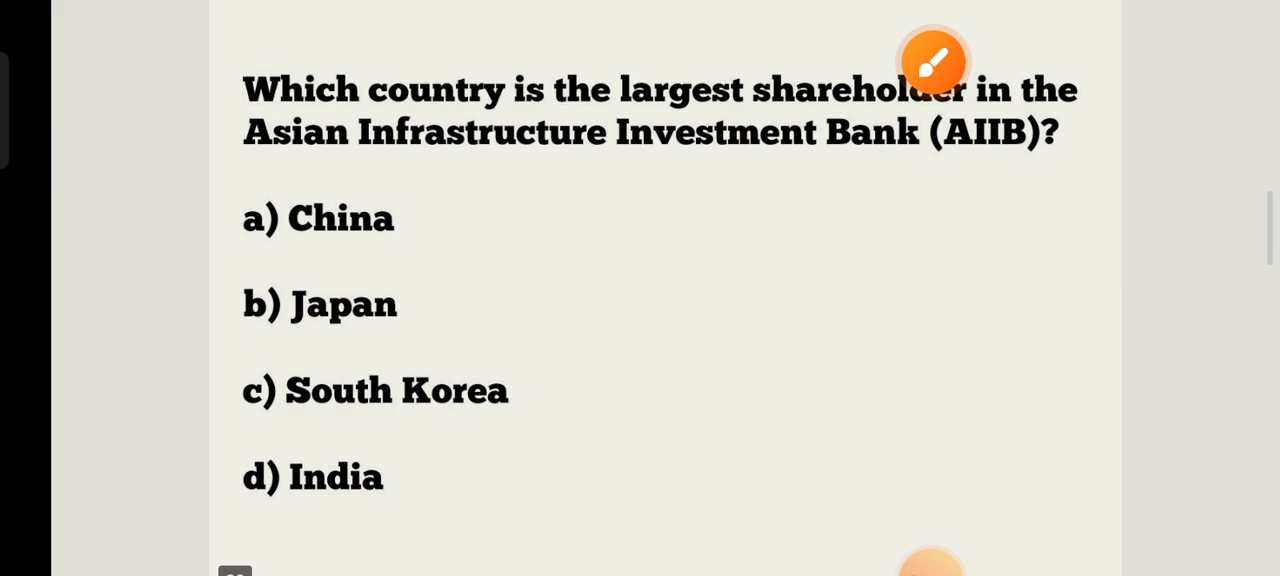 Which country is the largest shareholder in the
Asian Infrastructure Investment Bank (AIIB)?
a) China
b) Japan
c) South Korea
d) India